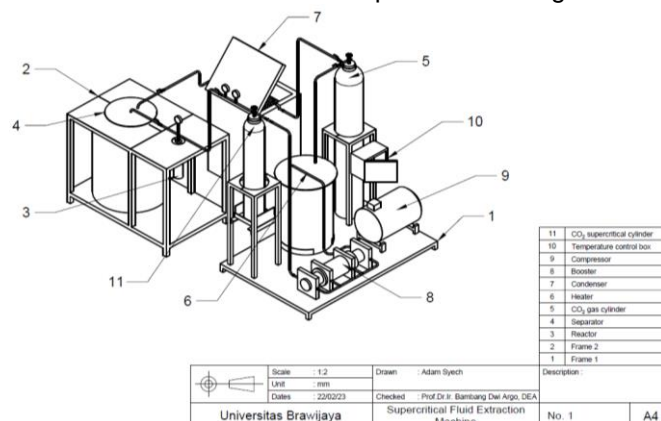 7
2
5
4
10
9
3
1
11
6
8
11 CO₂ supercritical cylinder
10 Temperature control box
9 Compressor
8 Booster
7 Condenser
6 Heater
5 CO₂ gas cylinder
4 Separator
3 Reactor
2 Frame 2
1 Frame 1
Scale : 1:2 Drawn : Adam Syech Description :
Unit : mm
Dates : 22/02/23 Checked : Prof.Dr.Ir. Bambang Dwi Argo, DEA
Universitas Brawijaya Supercritical Fluid Extraction No. 1 A4